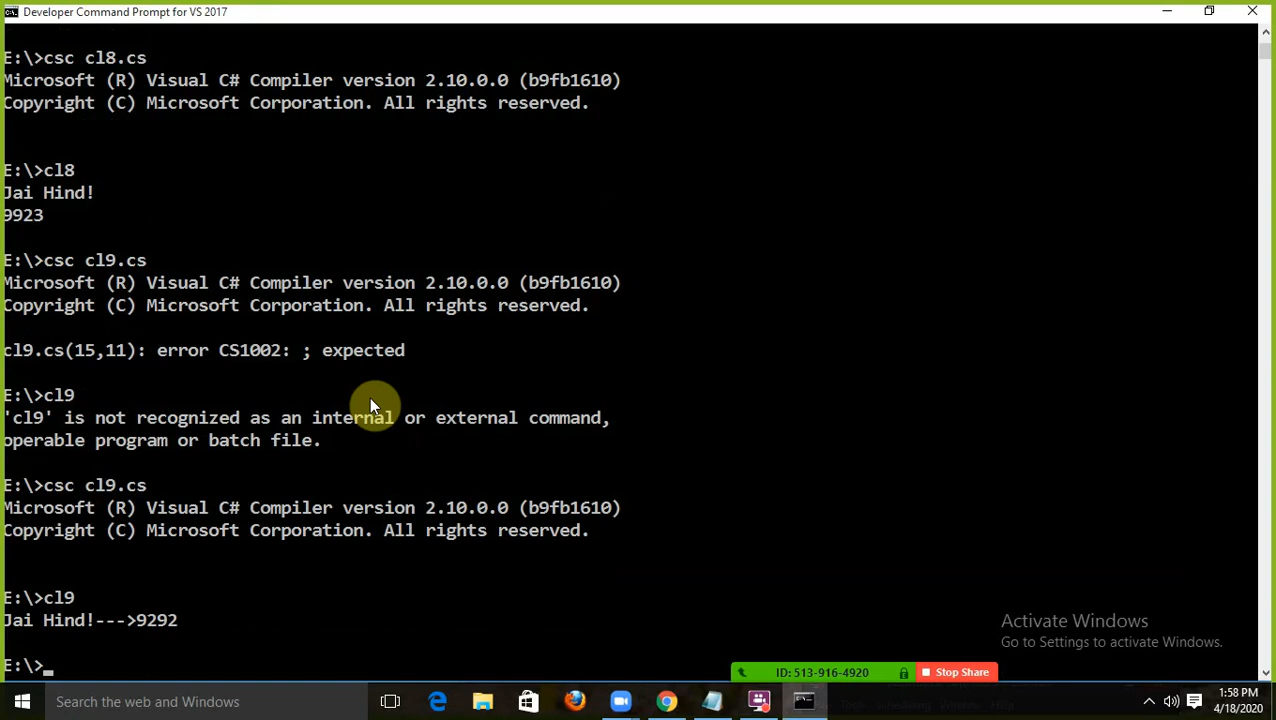 Developer Command Prompt for VS 2017
E:\>csc cl8.cs
Microsoft (R) Visual C# Compiler version 2.10.0.0 (b9fb1610)
Copyright (C) Microsoft Corporation. All rights reserved.
E:\>cl8
Jai Hind!
9923
E:\>csc cl9.cs
Microsoft (R) Visual C# Compiler version 2.10.0.0 (b9fb1610)
Copyright (C) Microsoft Corporation. All rights reserved.
cl9.cs(15,11): error CS1002: ; expected
E:\>cl9
'cl9' is not recognized as an internal or external command,
operable program or batch file.
E:\>csc cl9.cs
Microsoft (R) Visual C# Compiler version 2.10.0.0 (b9fb1610)
Copyright (C) Microsoft Corporation. All rights reserved.
E:\>cl9
Jai Hind!--->9292
E:\>_
Activate Windows
Go to Settings to activate Windows.
ID: 513-916-4920 Stop Share
Search the web and Windows
1:58 PM
4/18/2020